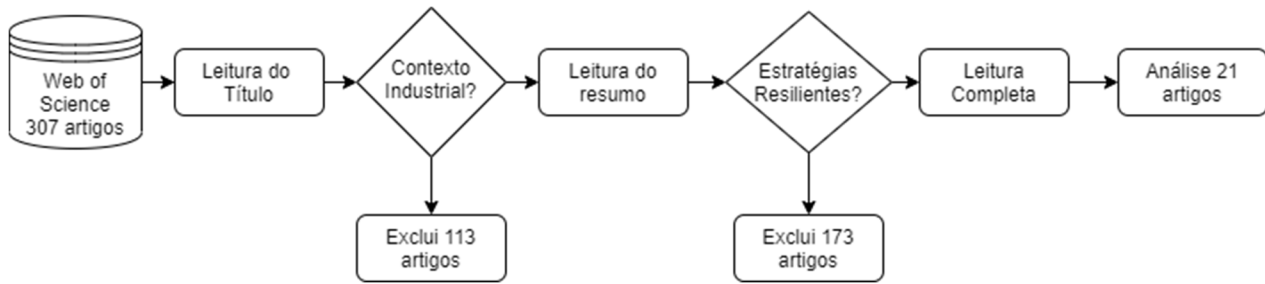 Web of
Science
307 artigos
Leitura do
Título
Contexto
Industrial?
Leitura do
resumo
Estratégias
Resilientes?
Leitura
Completa
Análise 21
artigos
Exclui 113
artigos
Exclui 173
artigos